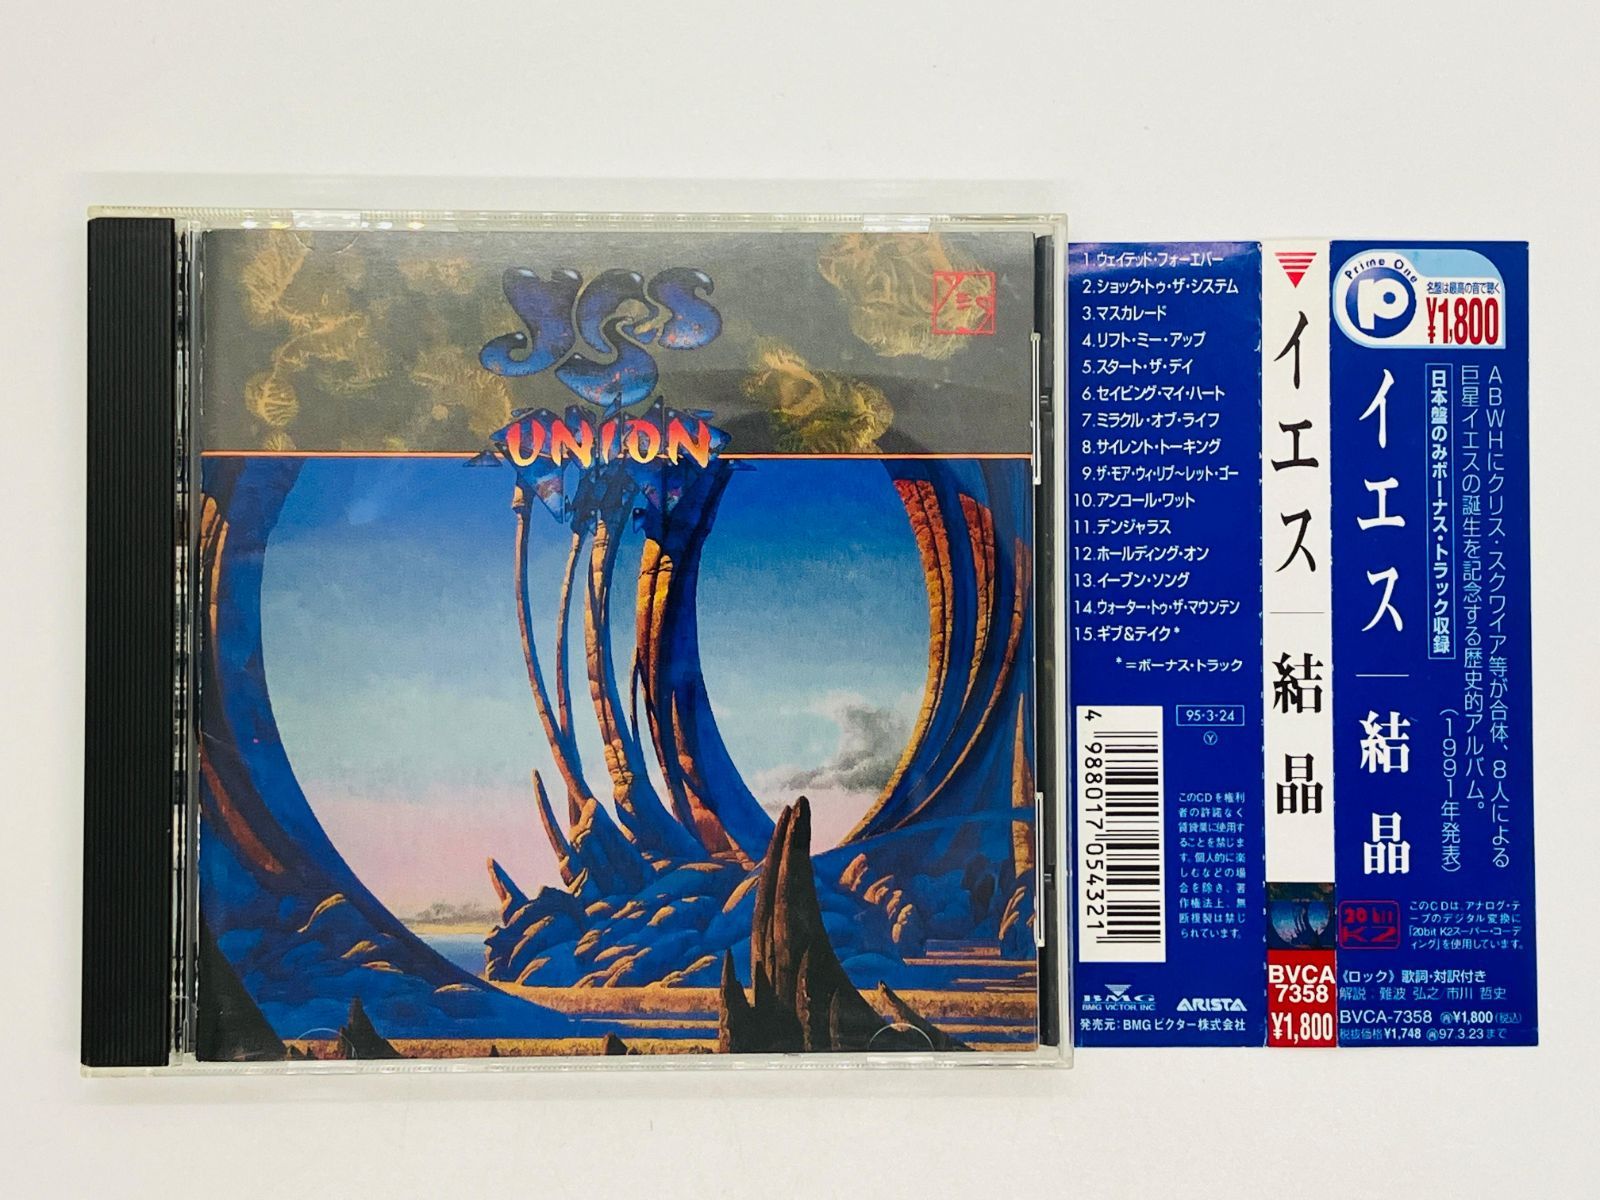 YES
UNION
YES
1.ウェイテッド・フォーエバー
2.ショック・トゥ・ザ・システム
3.マスカレード
4.リフト・ミー・アップ
5.スタート・ザ・デイ
6.セイビング・マイ・ハート
7.ミラクル・オブ・ライフ
8.サイレント・トーキング
9.ザ・モア・ウィ・リブ〜レット・ゴー
10.アンコール・ワット
11.デンジャラス
12.ホールディング・オン
13.イーブン・ソング
14.ウォーター・トゥ・ザ・マウンテン
15.ギブ&テイク*
*=ボーナス・トラック
95・3・24
Y
4 988017 054321
このCDを権利
者の許諾なく
賃貸業に使用す
ることを禁じま
す。個人的に楽
しむなどの場
合を除き、著
作権法上、無
断複製は禁じ
られています。
BMG
BMG VICTOR, INC.
ARISTA
発売元:BMGビクター株式会社
イエス
結晶
BVCA
7358
¥1,800
Prime One
名盤は最高の音で聴く
¥1,800
ABWHにクリス・スクワイア等が合体、8人による
巨星イエスの誕生を記念する歴史的アルバム。
(1991年発表)
日本盤のみボーナス・トラック収録
イエス
結晶
20 bit
K2
このCDは、アナログ・テ
ープのデジタル変換に
「20bit K2スーパー・コーデ
ィング」を使用しています。
《ロック》歌詞・対訳付き
解説:難波 弘之 市川 哲史
BVCA-7358 ¥1,800(税込)
税抜価格¥1,748 97.3.23まで